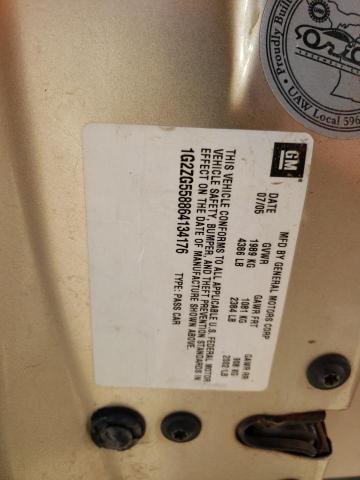 Proudly Built
Orion
UAW Local 596
GM
MFD BY GENERAL MOTORS CORP
DATE GVWR GAWR FRT GAWR RR
07/05 1989 KG 1081 KG 908 KG
4386 LB 2384 LB 2002 LB
THIS VEHICLE CONFORMS TO ALL APPLICABLE U.S. FEDERAL MOTOR
VEHICLE SAFETY, BUMPER, AND THEFT PREVENTION STANDARDS IN
EFFECT ON THE DATE OF MANUFACTURE SHOWN ABOVE.
1G2ZG558864134176 TYPE: PASS CAR